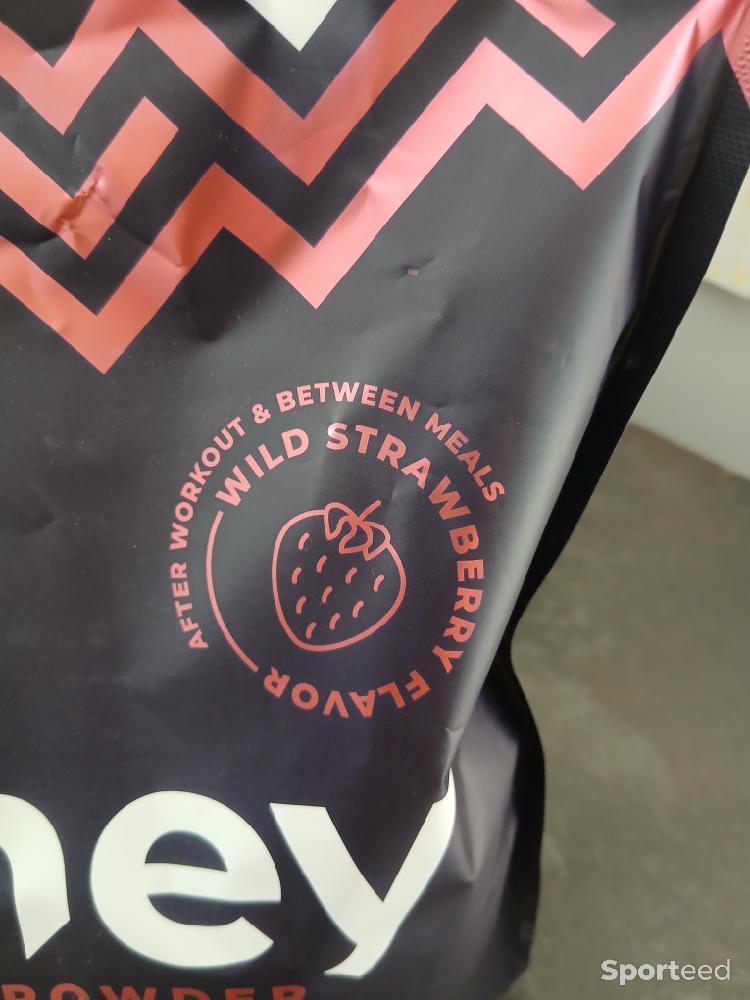 AFTER WORKOUT & BETWEEN MEALS
WILD STRAWBERRY FLAVOR
hey
POWDER
Sporteed